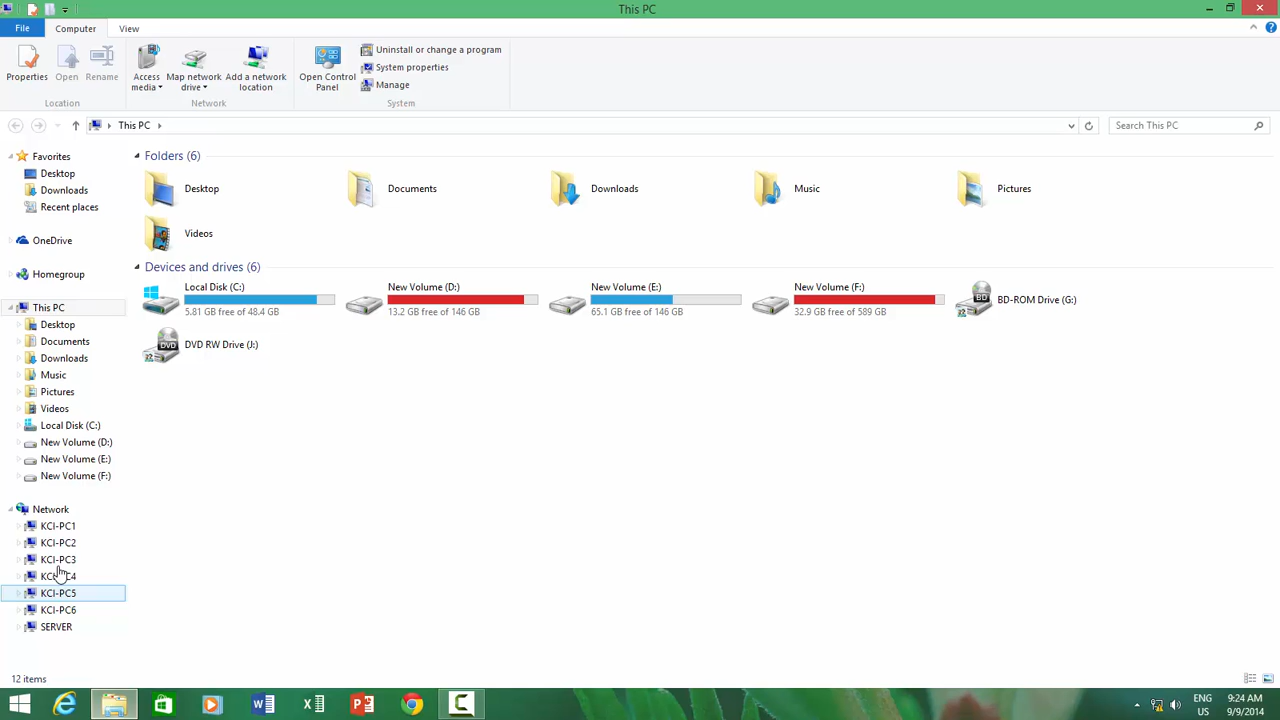 This PC
File
Computer
View
Properties
Open
Rename
Access media
Map network drive
Add a network location
Open Control Panel
Uninstall or change a program
System properties
Manage
Location
Network
System
This PC
Search This PC
Favorites
Desktop
Downloads
Recent places
OneDrive
Homegroup
This PC
Desktop
Documents
Downloads
Music
Pictures
Videos
Local Disk (C:)
New Volume (D:)
New Volume (E:)
New Volume (F:)
Network
KCI-PC1
KCI-PC2
KCI-PC3
KCI-PC4
KCI-PC5
KCI-PC6
SERVER
Folders (6)
Desktop
Documents
Downloads
Music
Pictures
Videos
Devices and drives (6)
Local Disk (C:)
5.81 GB free of 48.4 GB
New Volume (D:)
13.2 GB free of 146 GB
New Volume (E:)
65.1 GB free of 146 GB
New Volume (F:)
32.9 GB free of 589 GB
BD
BD-ROM Drive (G:)
DVD
DVD RW Drive (J:)
12 items
ENG
US
9:24 AM
9/9/2014